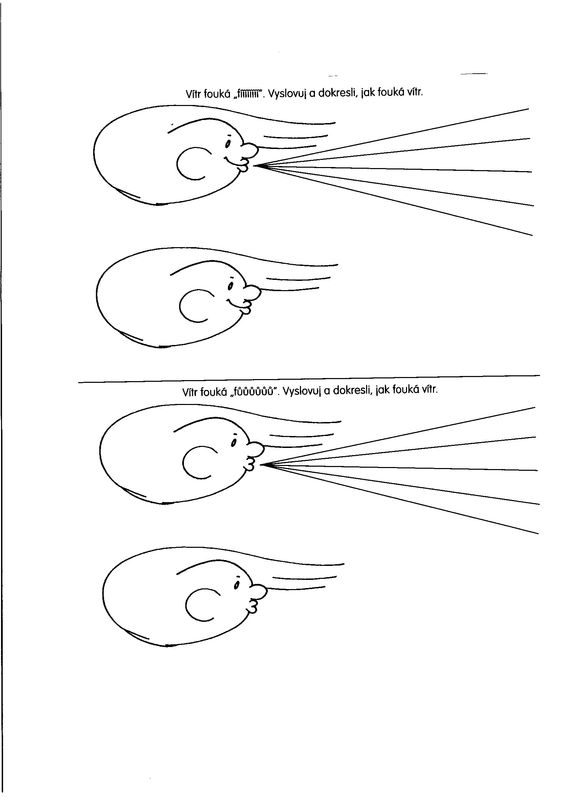 Vítr fouká „fííííííí“. Vyslovuj a dokresli, jak fouká vítr.
Vítr fouká „fůůůůůů“. Vyslovuj a dokresli, jak fouká vítr.